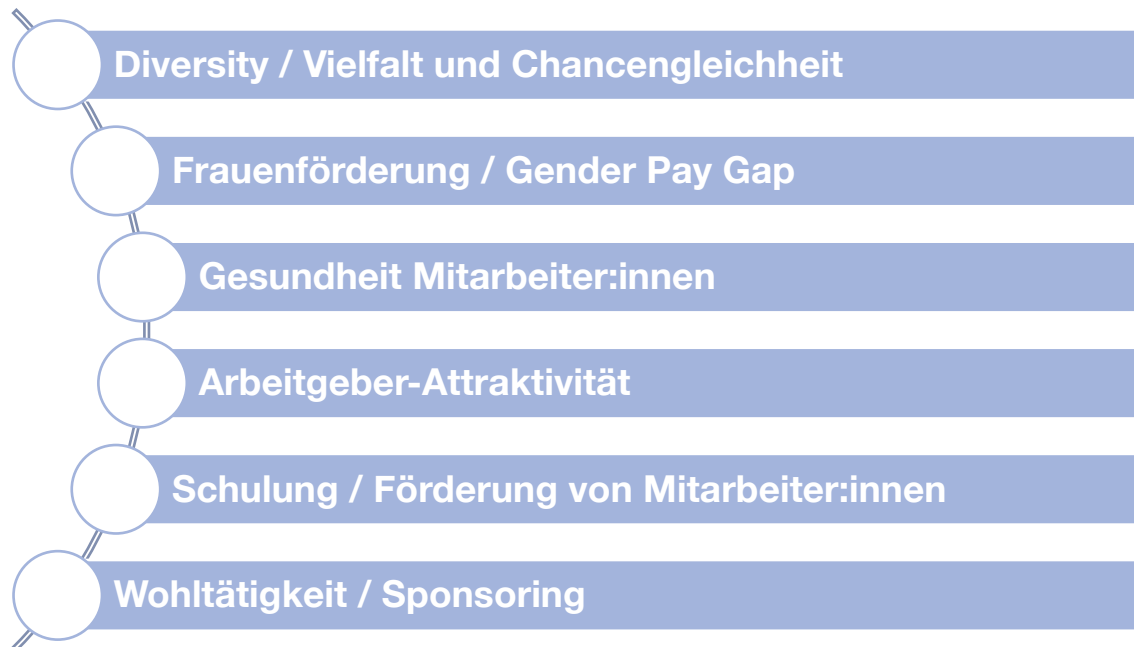 Diversity / Vielfalt und Chancengleichheit
Frauenförderung / Gender Pay Gap
Gesundheit Mitarbeiter:innen
Arbeitgeber-Attraktivität
Schulung / Förderung von Mitarbeiter:innen
Wohltätigkeit / Sponsoring